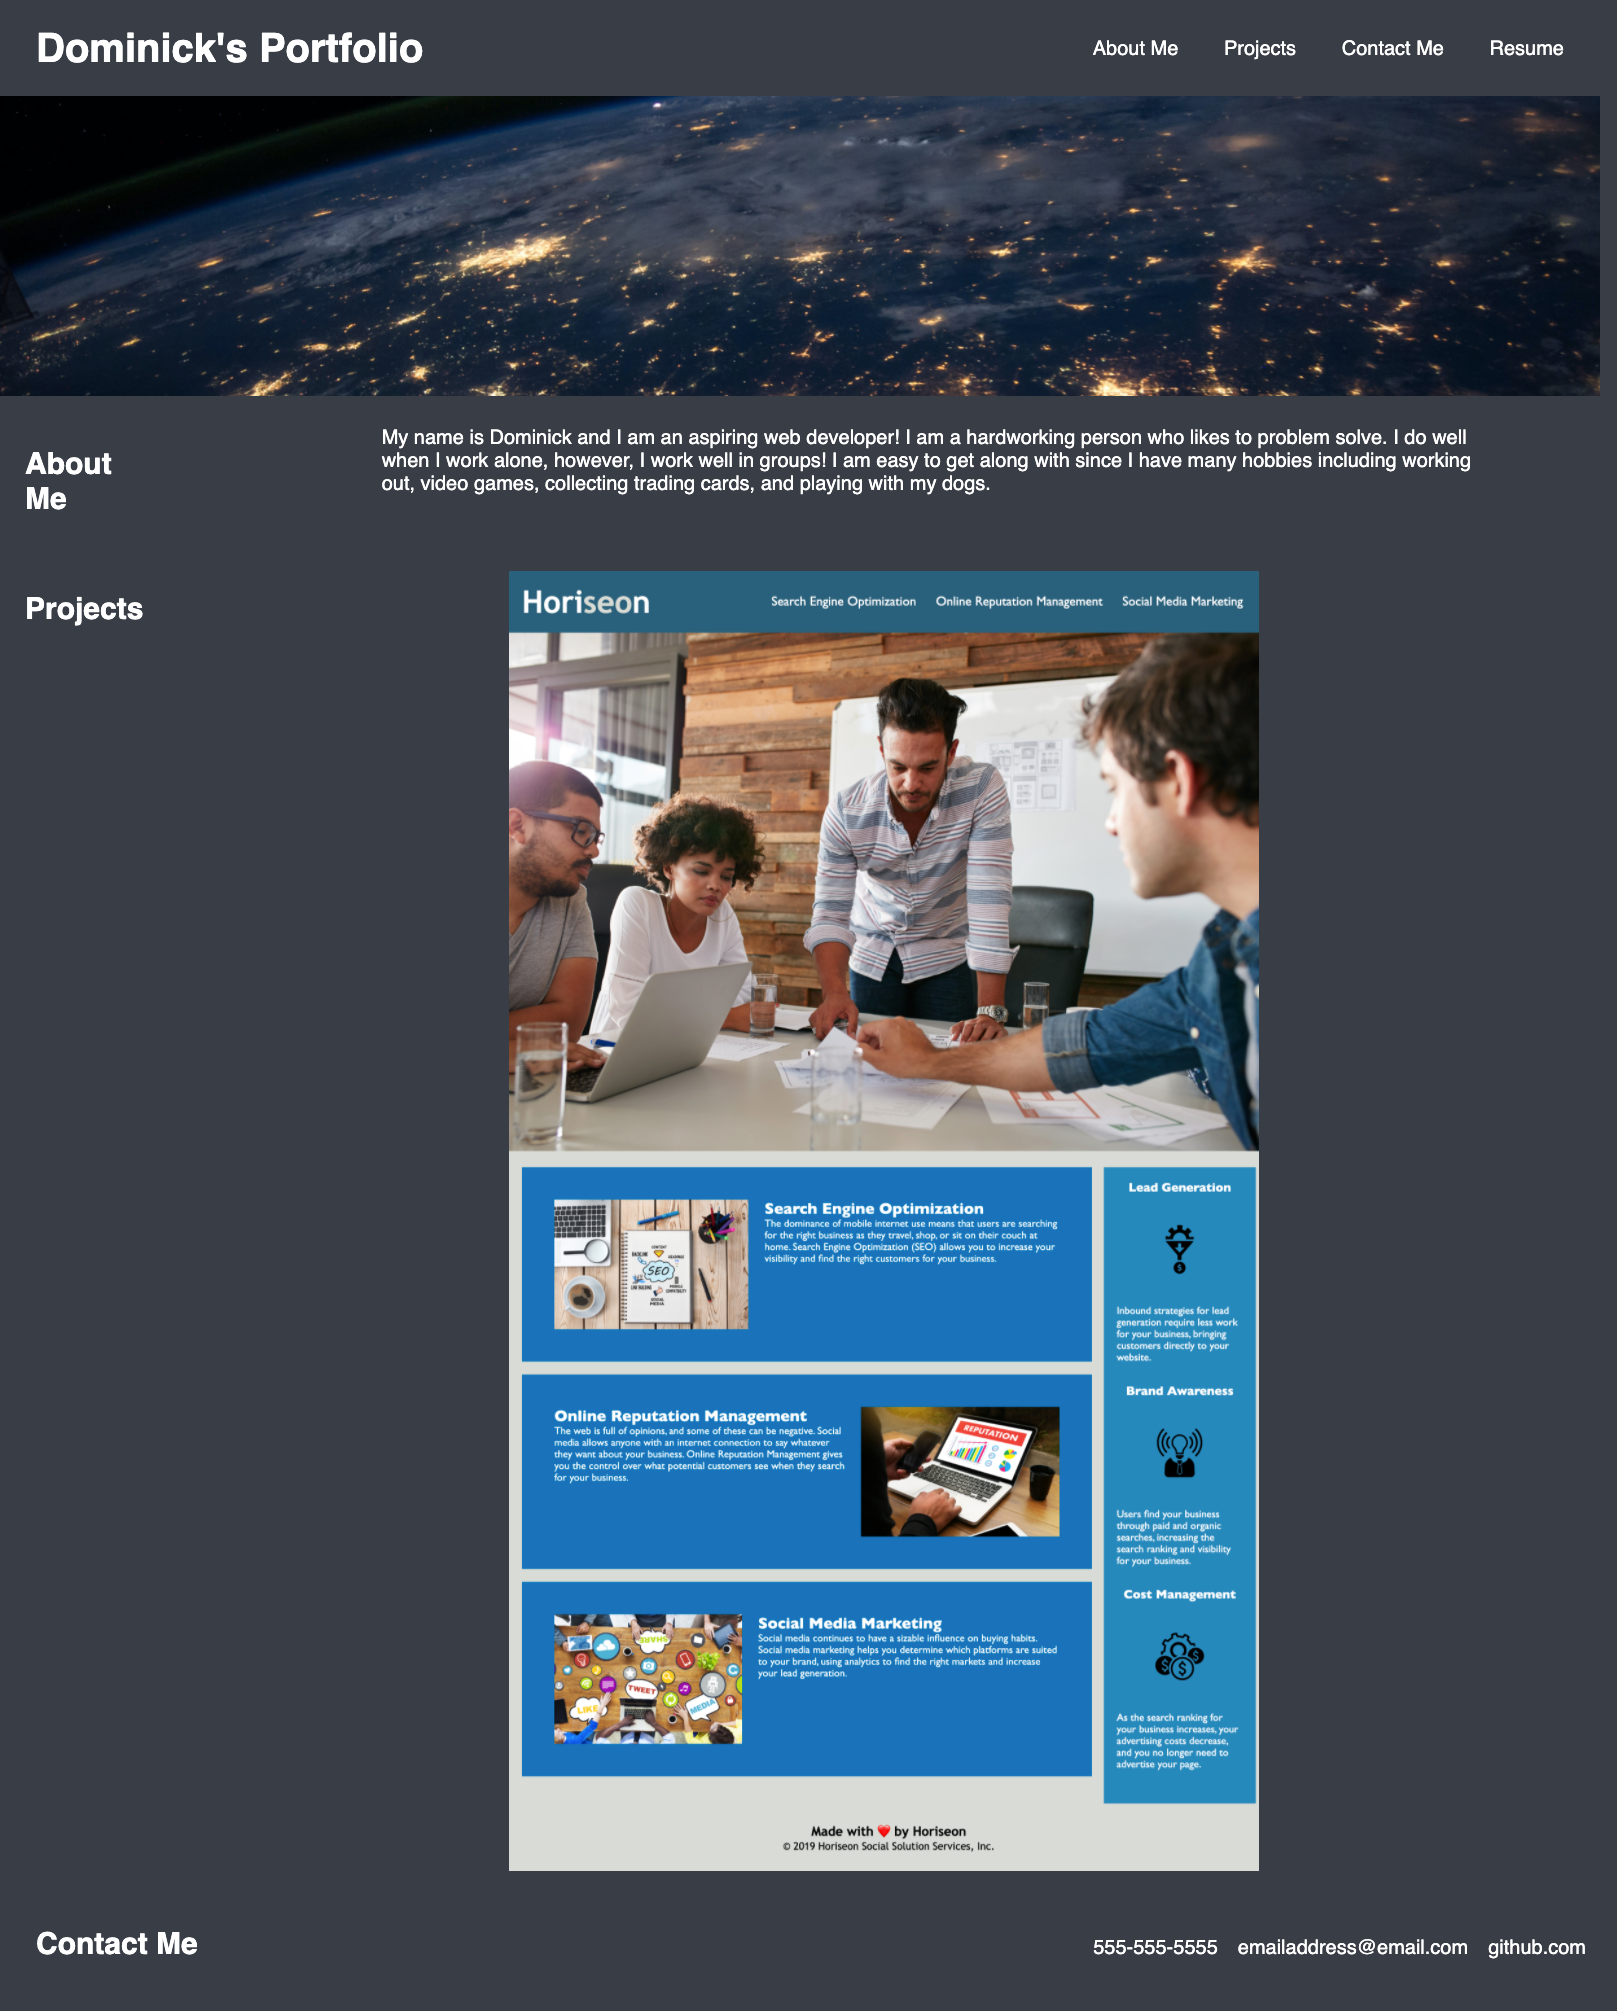 Dominick's Portfolio
About Me
Projects
Contact Me
Resume
About
Me
My name is Dominick and I am an aspiring web developer! I am a hardworking person who likes to problem solve. I do well
when I work alone, however, I work well in groups! I am easy to get along with since I have many hobbies including working
out, video games, collecting trading cards, and playing with my dogs.
Projects
Horiseon
Search Engine Optimization
Online Reputation Management
Social Media Marketing
Search Engine Optimization
The dominance of mobile internet use means that users are searching
for the right business as they travel, shop, or sit on their couch at
home. Search Engine Optimization (SEO) allows you to increase your
visibility and find the right customers for your business.
SEO
Online Reputation Management
The web is full of opinions, and some of these can be negative. Social
media allows anyone with an internet connection to say whatever
they want about your business. Online Reputation Management gives
you the control over what potential customers see when they search
for your business.
REPUTATION
Social Media Marketing
Social media continues to have a sizable influence on buying habits.
Social media marketing helps you determine which platforms are suited
to your brand, using analytics to find the right markets and increase
your lead generation.
SHARE
TWEET
LIKE
MEDIA
Lead Generation
Inbound strategies for lead
generation require less work
for your business, bringing
customers directly to your
website.
Brand Awareness
Users find your business
through paid and organic
searches, increasing the
search ranking and visibility
for your business.
Cost Management
As the search ranking for
your business increases, your
advertising costs decrease,
and you no longer need to
advertise your page.
Made with ❤️ by Horiseon
© 2019 Horiseon Social Solution Services, Inc.
Contact Me
555-555-5555
emailaddress@email.com
github.com